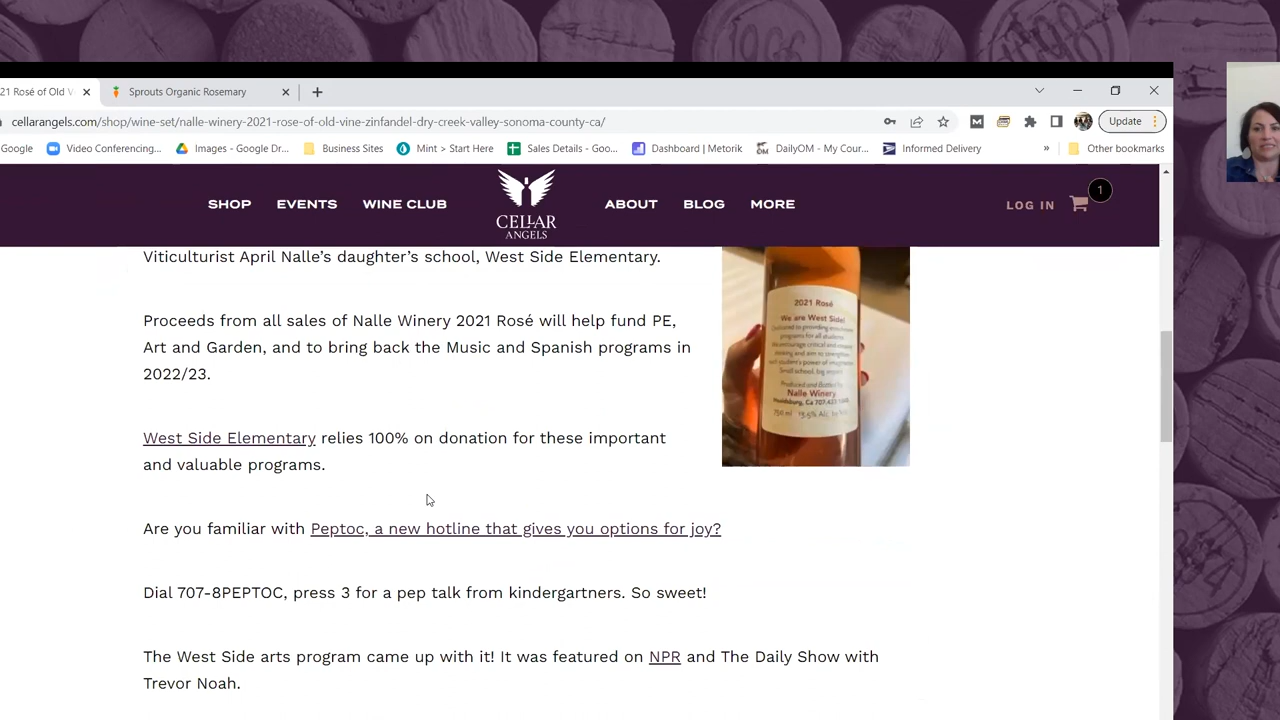 21 Rosé of Old V
Sprouts Organic Rosemary
cellarangels.com/shop/wine-set/nalle-winery-2021-rose-of-old-vine-zinfandel-dry-creek-valley-sonoma-county-ca/
Update
Google Video Conferencing... Images - Google Dr... Business Sites Mint > Start Here Sales Details - Goo... Dashboard | Metorik DailyOM - My Cour... Informed Delivery » Other bookmarks
SHOP EVENTS WINE CLUB CELLAR ANGELS ABOUT BLOG MORE LOG IN 1
Viticulturist April Nalle's daughter's school, West Side Elementary.
Proceeds from all sales of Nalle Winery 2021 Rosé will help fund PE,
Art and Garden, and to bring back the Music and Spanish programs in
2022/23.
West Side Elementary relies 100% on donation for these important
and valuable programs.
2021 Rosé
We are West Side!
Nalle Winery
Are you familiar with Peptoc, a new hotline that gives you options for joy?
Dial 707-8PEPTOC, press 3 for a pep talk from kindergartners. So sweet!
The West Side arts program came up with it! It was featured on NPR and The Daily Show with
Trevor Noah.